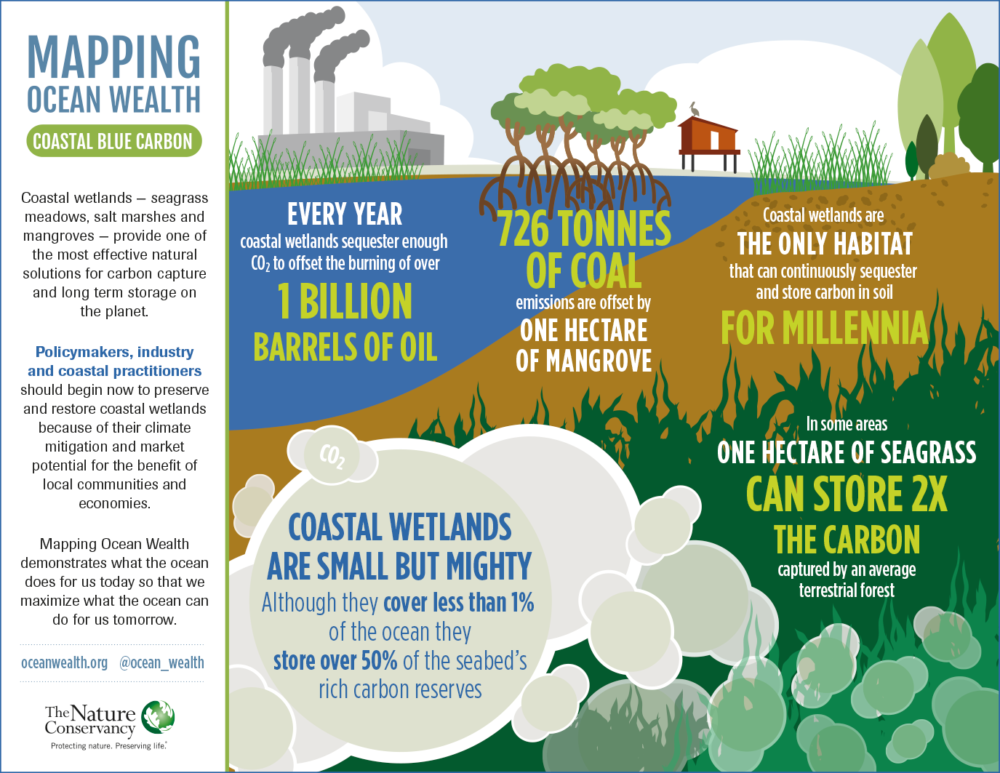 MAPPING
OCEAN WEALTH
COASTAL BLUE CARBON
Coastal wetlands — seagrass
meadows, salt marshes and
mangroves — provide one of
the most effective natural
solutions for carbon capture
and long term storage on
the planet.
Policymakers, industry
and coastal practitioners
should begin now to preserve
and restore coastal wetlands
because of their climate
mitigation and market
potential for the benefit of
local communities and
economies.
Mapping Ocean Wealth
demonstrates what the ocean
does for us today so that we
maximize what the ocean can
do for us tomorrow.
oceanwealth.org @ocean_wealth
The Nature
Conservancy
Protecting nature. Preserving life.®
EVERY YEAR
coastal wetlands sequester enough
CO₂ to offset the burning of over
1 BILLION
BARRELS OF OIL
726 TONNES
OF COAL
emissions are offset by
ONE HECTARE
OF MANGROVE
Coastal wetlands are
THE ONLY HABITAT
that can continuously sequester
and store carbon in soil
FOR MILLENNIA
In some areas
ONE HECTARE OF SEAGRASS
CAN STORE 2X
THE CARBON
captured by an average
terrestrial forest
CO₂
COASTAL WETLANDS
ARE SMALL BUT MIGHTY
Although they cover less than 1%
of the ocean they
store over 50% of the seabed's
rich carbon reserves